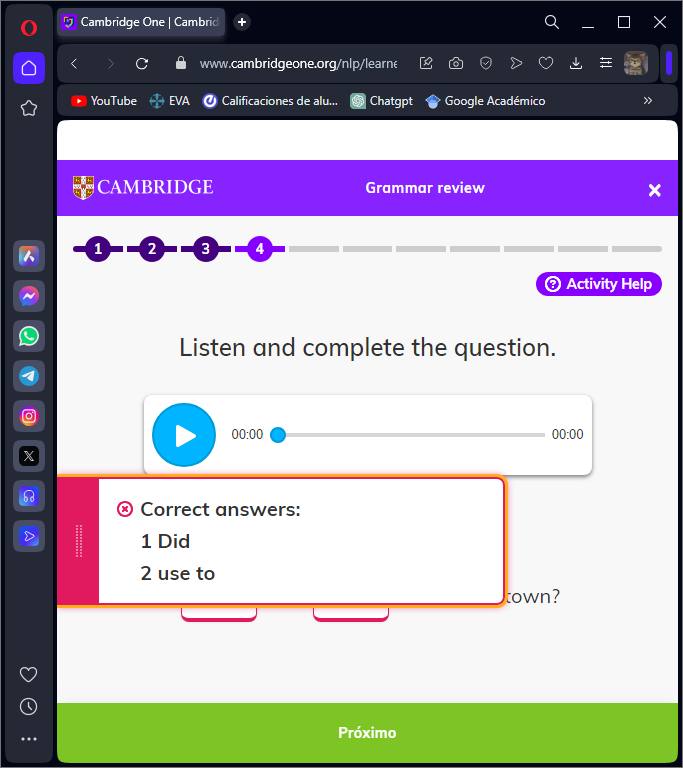 Cambridge One | Cambrid
www.cambridgeone.org/nlp/learne
YouTube EVA Calificaciones de alu... Chatgpt Google Académico »
CAMBRIDGE Grammar review ×
1 2 3 4
? Activity Help
Listen and complete the question.
00:00 00:00
Correct answers:
1 Did
2 use to
town?
Próximo